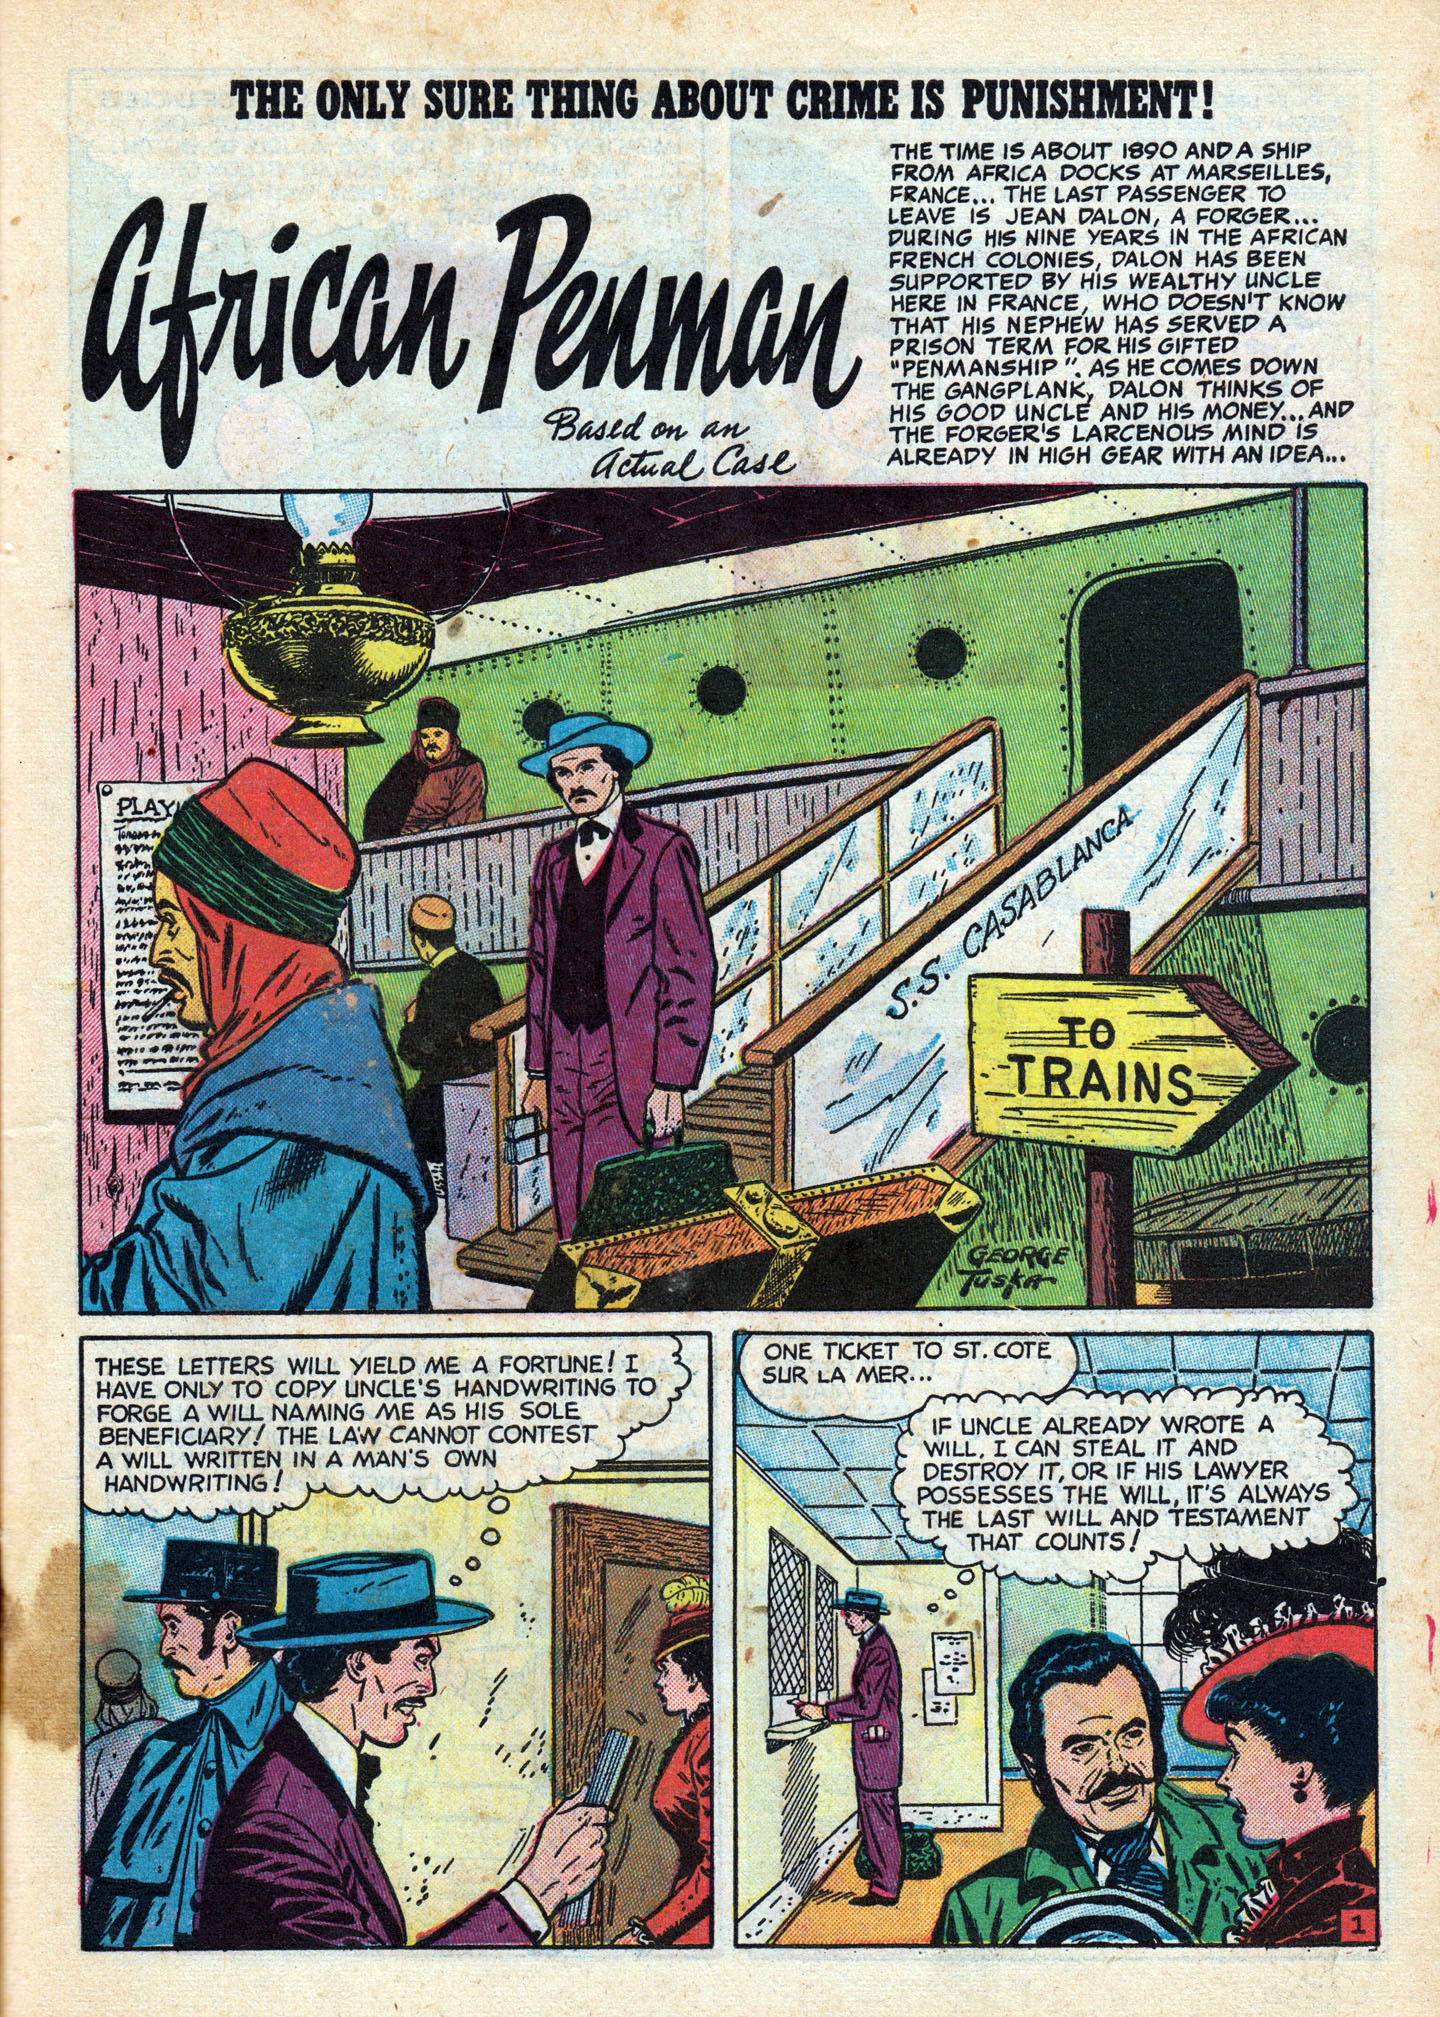 THE ONLY SURE THING ABOUT CRIME IS PUNISHMENT!
African Penman
Based on an
Actual Case
THE TIME IS ABOUT 1890 AND A SHIP
FROM AFRICA DOCKS AT MARSEILLES,
FRANCE... THE LAST PASSENGER TO
LEAVE IS JEAN DALON, A FORGER...
DURING HIS NINE YEARS IN THE AFRICAN
FRENCH COLONIES, DALON HAS BEEN
SUPPORTED BY HIS WEALTHY UNCLE
HERE IN FRANCE, WHO DOESN'T KNOW
THAT HIS NEPHEW HAS SERVED A
PRISON TERM FOR HIS GIFTED
"PENMANSHIP". AS HE COMES DOWN
THE GANGPLANK, DALON THINKS OF
HIS GOOD UNCLE AND HIS MONEY...AND
THE FORGER'S LARCENOUS MIND IS
ALREADY IN HIGH GEAR WITH AN IDEA...
PLAY
S.S. CASABLANCA
TO
TRAINS
GEORGE
Tuska
THESE LETTERS WILL YIELD ME A FORTUNE! I
HAVE ONLY TO COPY UNCLE'S HANDWRITING TO
FORGE A WILL NAMING ME AS HIS SOLE
BENEFICIARY! THE LAW CANNOT CONTEST
A WILL WRITTEN IN A MAN'S OWN
HANDWRITING!
ONE TICKET TO ST. COTE
SUR LA MER...
IF UNCLE ALREADY WROTE A
WILL, I CAN STEAL IT AND
DESTROY IT, OR IF HIS LAWYER
POSSESSES THE WILL, IT'S ALWAYS
THE LAST WILL AND TESTAMENT
THAT COUNTS!
1